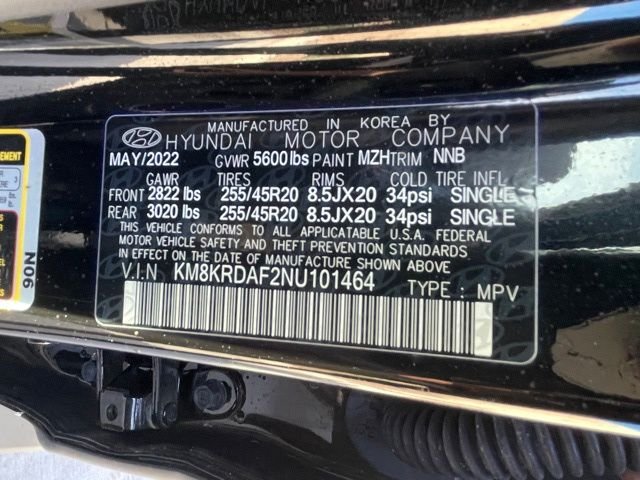 MANUFACTURED IN KOREA BY
HYUNDAI MOTOR COMPANY
MAY/2022 GVWR 5600lbs PAINT MZH TRIM NNB
GAWR TIRES RIMS COLD TIRE INFL.
FRONT 2822 lbs 255/45R20 8.5JX20 34psi SINGLE
REAR 3020 lbs 255/45R20 8.5JX20 34psi SINGLE
THIS VEHICLE CONFORMS TO ALL APPLICATABLE U.S.A. FEDERAL
MOTOR VEHICLE SAFETY AND THEFT PREVENTION STANDARDS
IN EFFECT ON THE DATE OF MANUFACTURE SHOWN ABOVE
V.I.N KM8KRDAF2NU101464 TYPE : MPV
90N